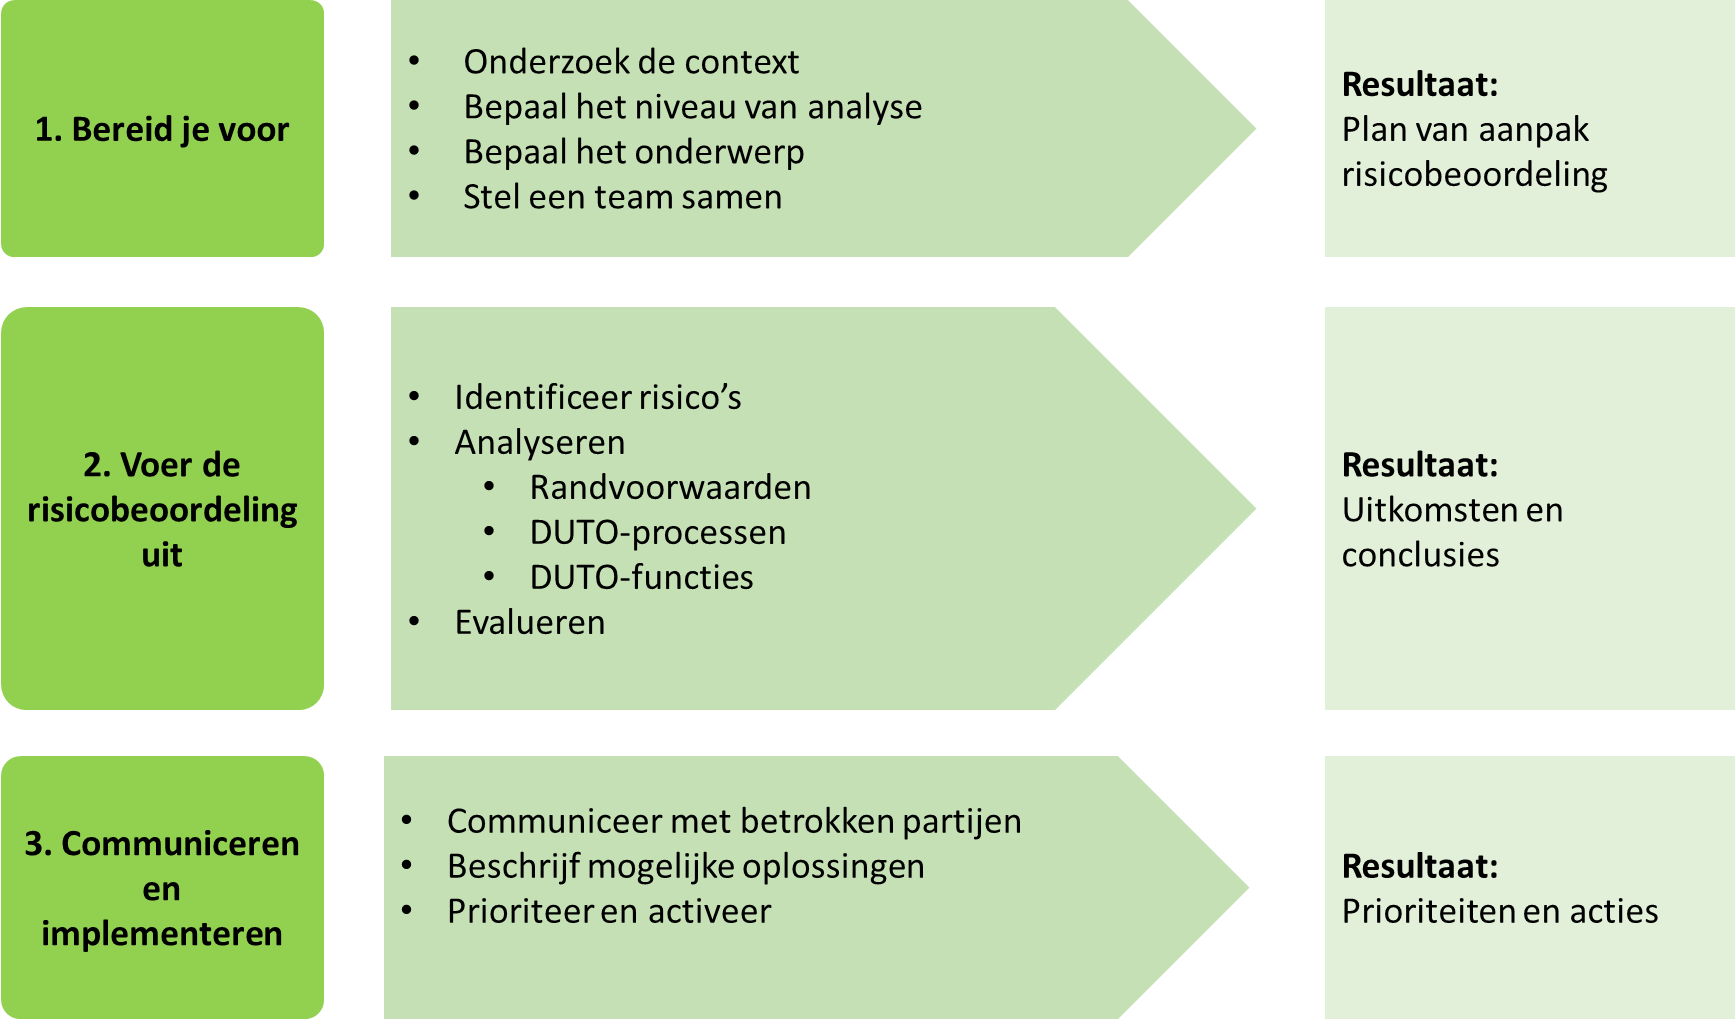 1. Bereid je voor
• Onderzoek de context
• Bepaal het niveau van analyse
• Bepaal het onderwerp
• Stel een team samen
Resultaat:
Plan van aanpak
risicobeoordeling
2. Voer de
risicobeoordeling
uit
• Identificeer risico’s
• Analyseren
• Randvoorwaarden
• DUTO-processen
• DUTO-functies
• Evalueren
Resultaat:
Uitkomsten en
conclusies
3. Communiceren
en
implementeren
• Communiceer met betrokken partijen
• Beschrijf mogelijke oplossingen
• Prioriteer en activeer
Resultaat:
Prioriteiten en acties